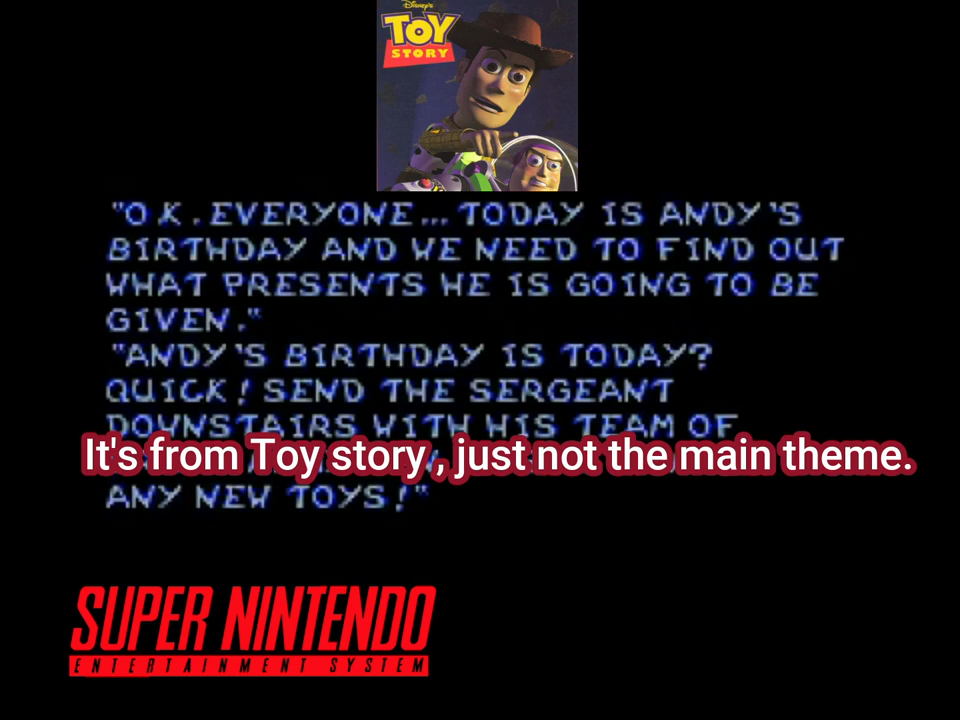 Disney's
TOY
STORY
"O.K.EVERYONE... TODAY IS ANDY'S
BIRTHDAY AND WE NEED TO FIND OUT
WHAT PRESENTS HE IS GOING TO BE
GIVEN."
"ANDY'S BIRTHDAY IS TODAY?
QUICK! SEND THE SERGEANT
DOWNSTAIRS WITH HIS TEAM OF
It's from Toy story , just not the main theme.
ANY NEW TOYS!"
SUPER NINTENDO
ENTERTAINMENT SYSTEM